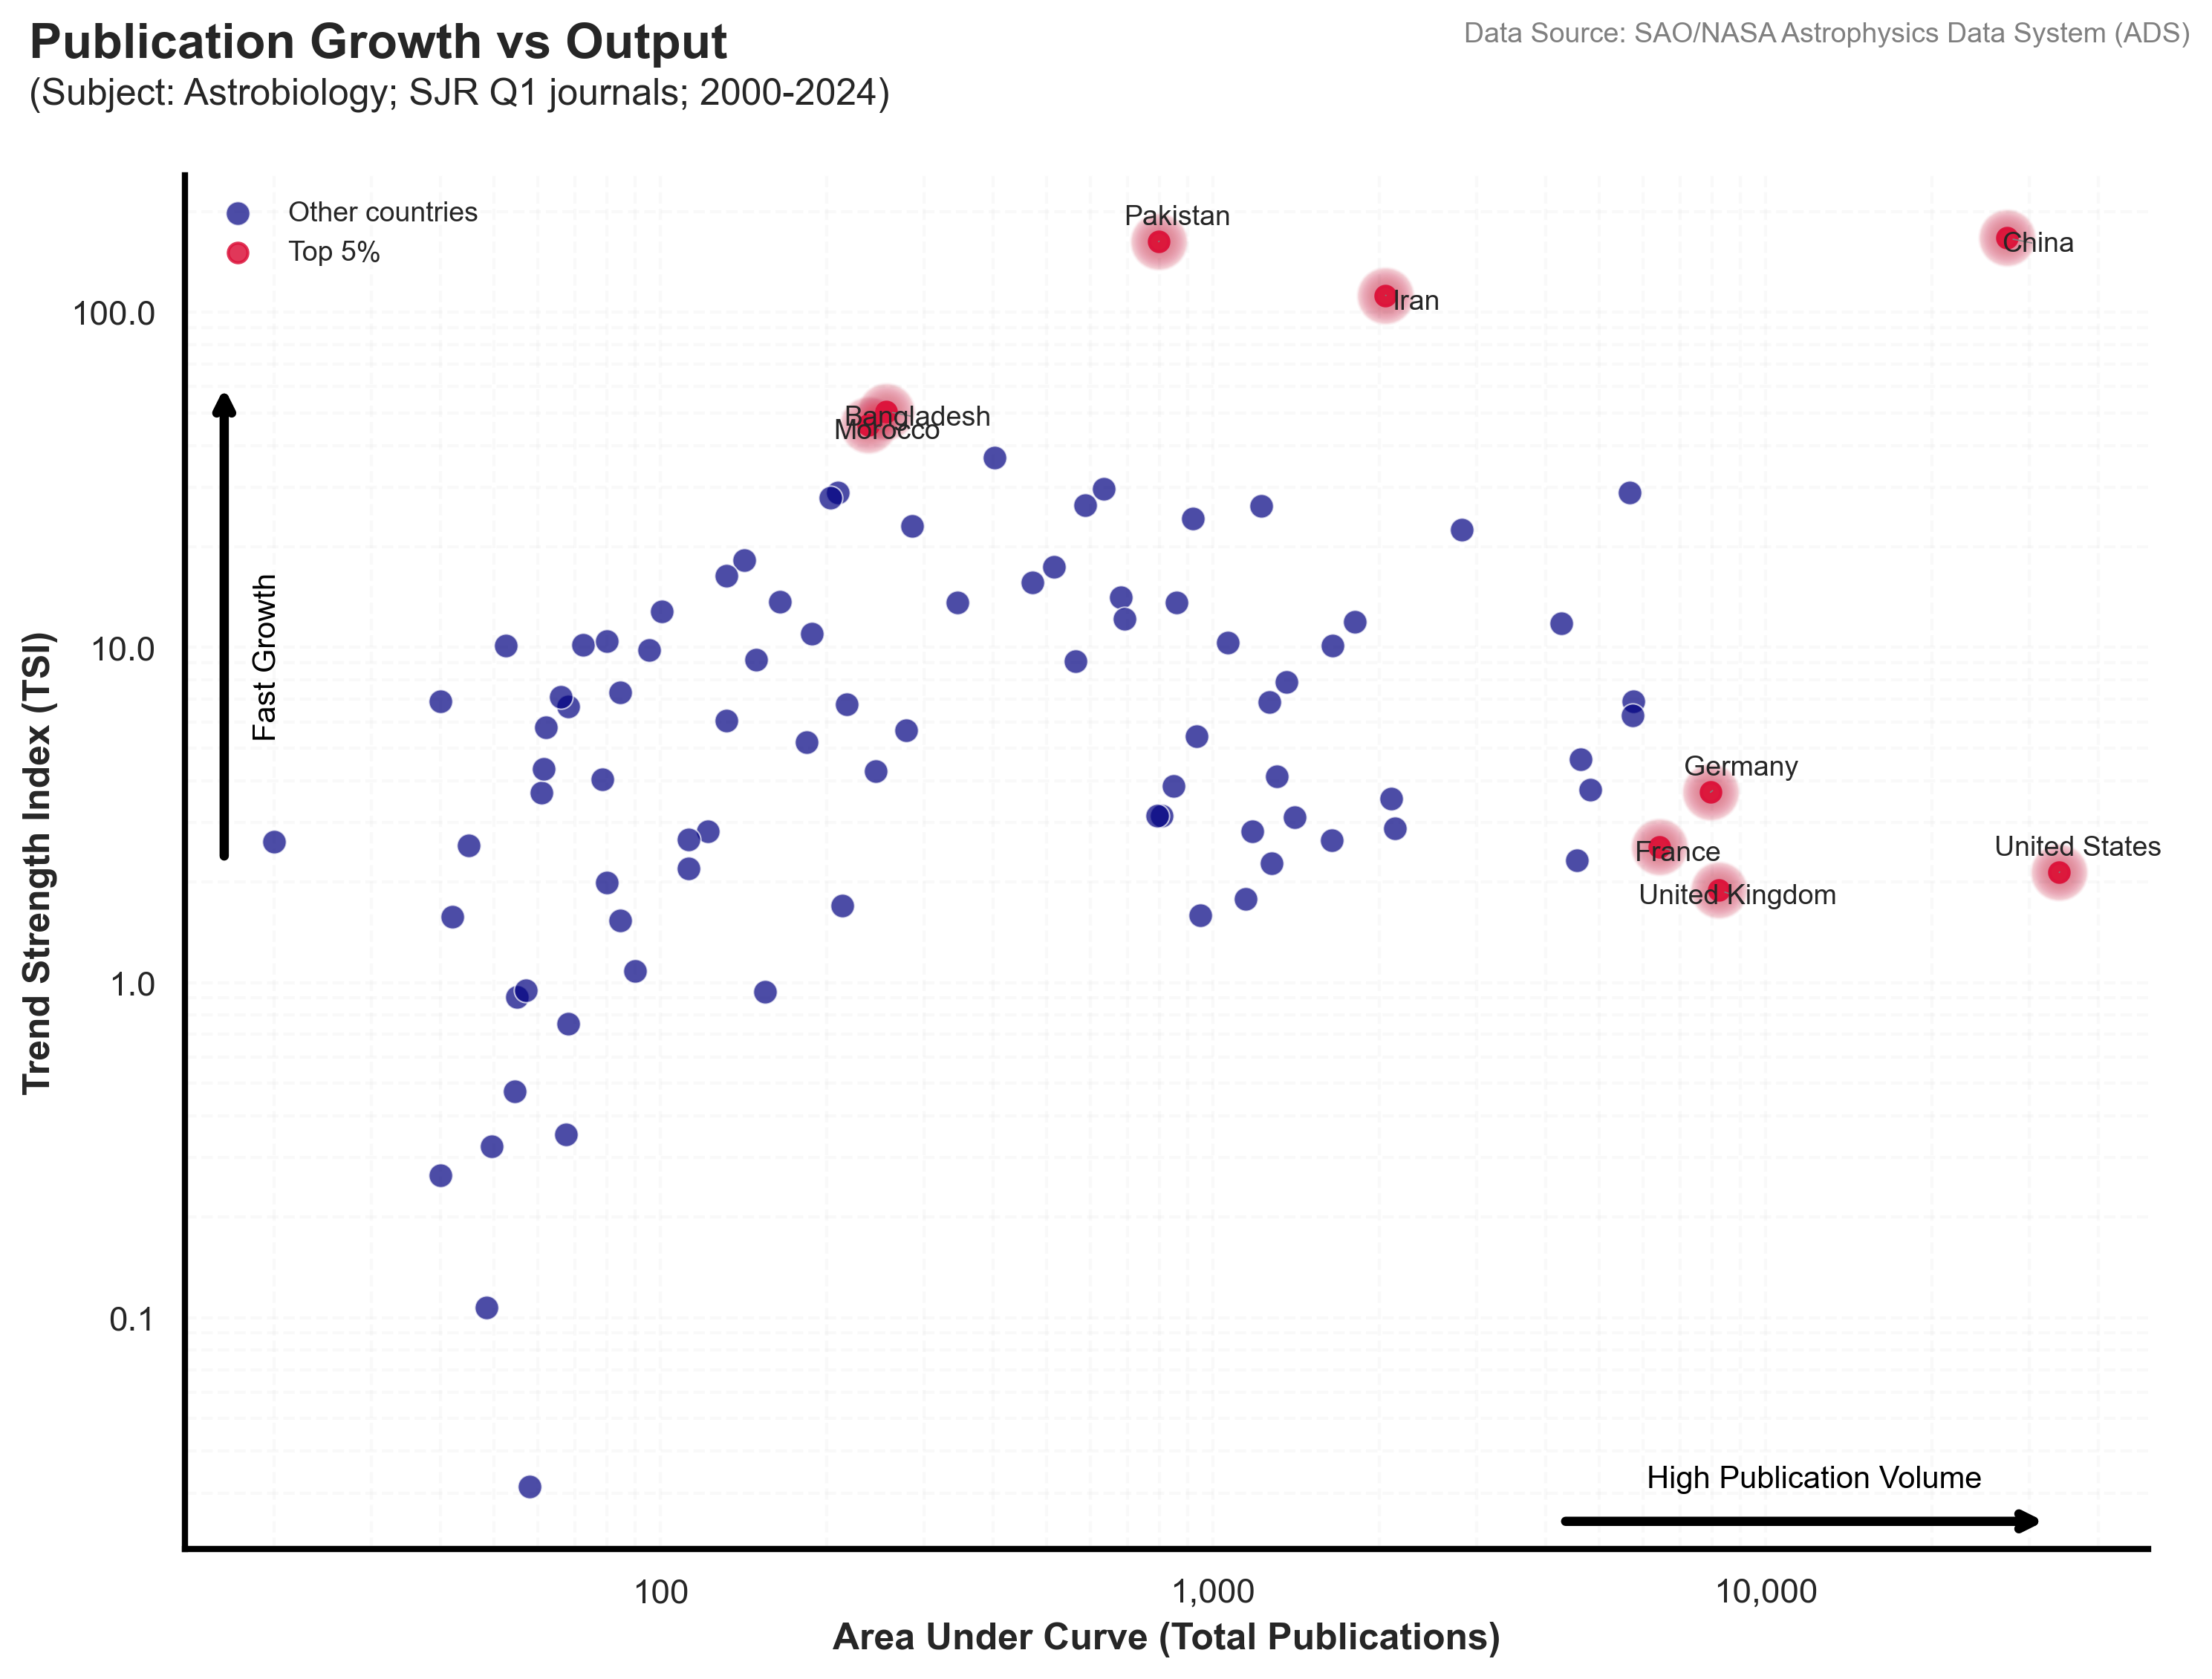 Publication Growth vs Output
Data Source: SAO/NASA Astrophysics Data System (ADS)
(Subject: Astrobiology; SJR Q1 journals; 2000-2024)
Other countries
Top 5%
Pakistan
China
Iran
Bangladesh
Morocco
Germany
France
United States
United Kingdom
Fast Growth
High Publication Volume
Trend Strength Index (TSI)
100.0
10.0
1.0
0.1
100
1,000
10,000
Area Under Curve (Total Publications)